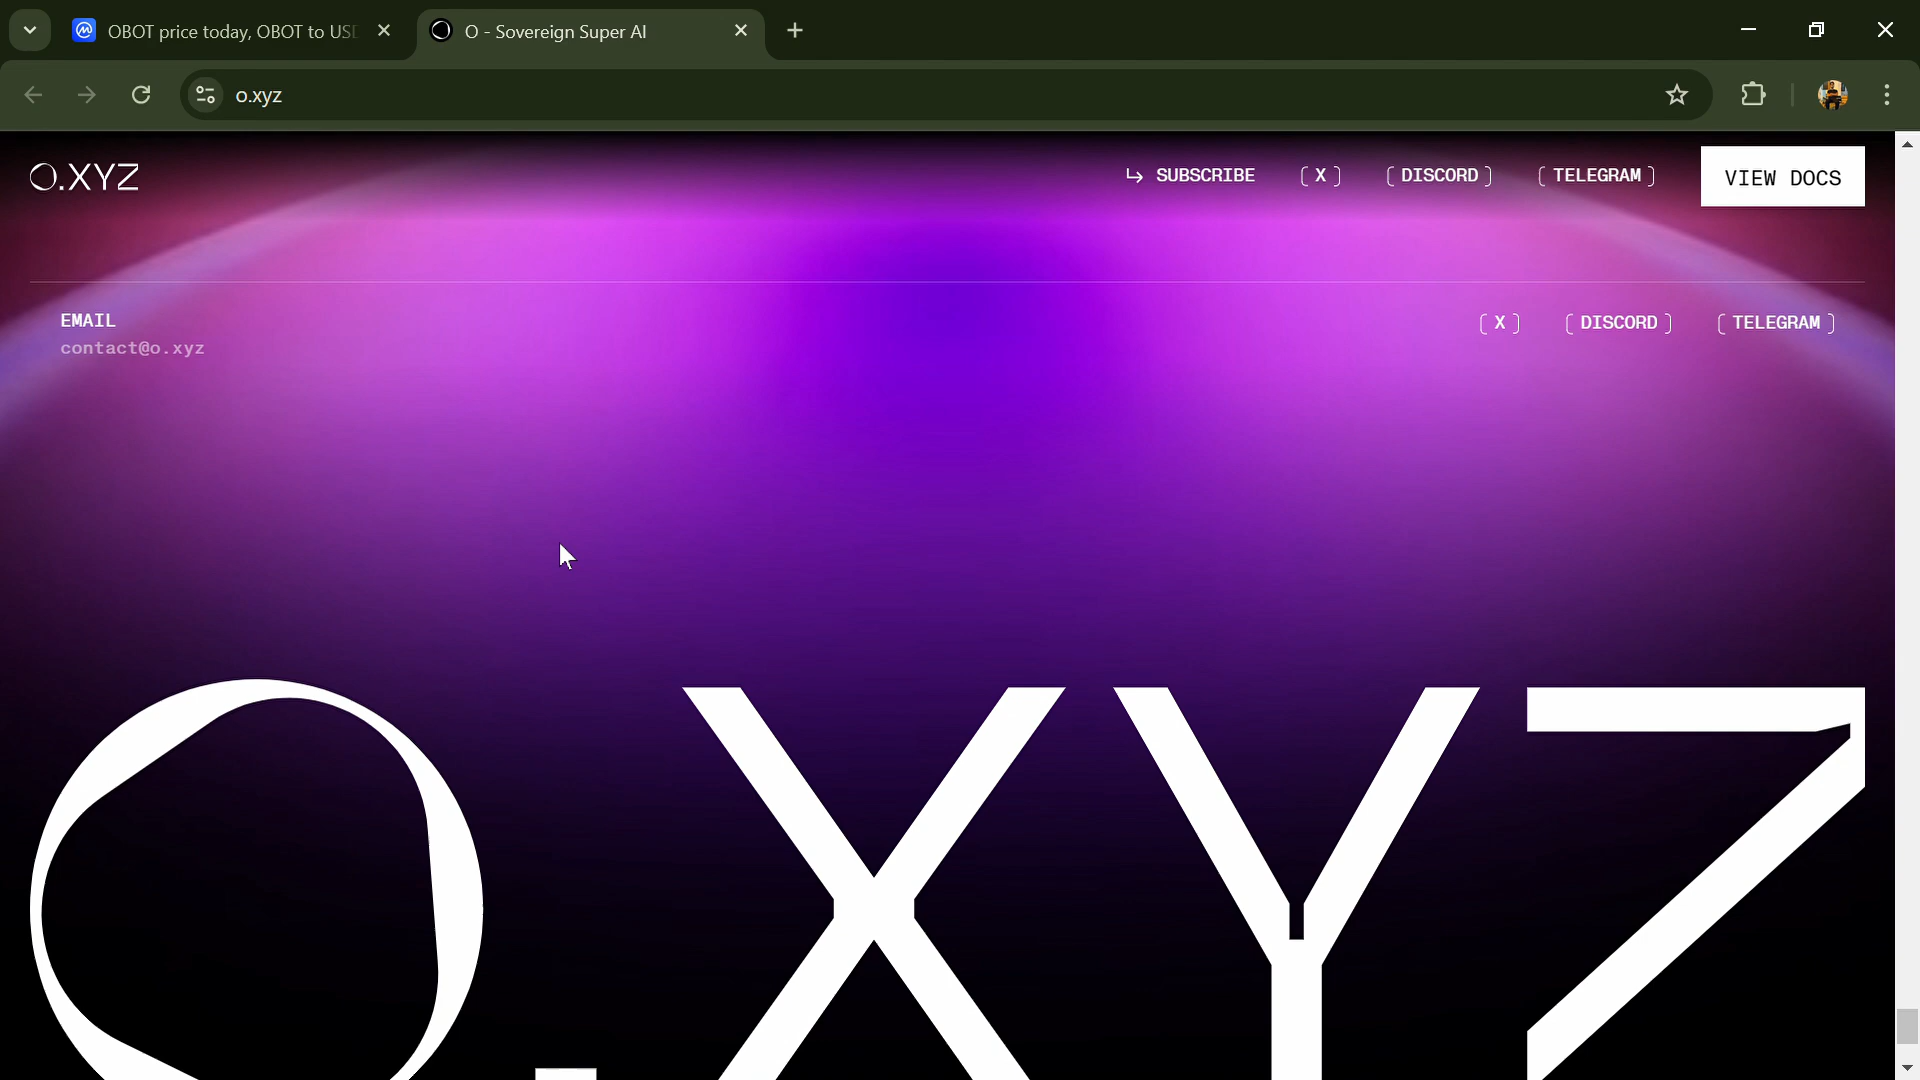 OBOT price today, OBOT to USD
O - Sovereign Super AI
o.xyz
O.XYZ
SUBSCRIBE
[ X ]
[ DISCORD ]
[ TELEGRAM ]
VIEW DOCS
EMAIL
contact@o.xyz
[ X ]
[ DISCORD ]
[ TELEGRAM ]
O.XYZ